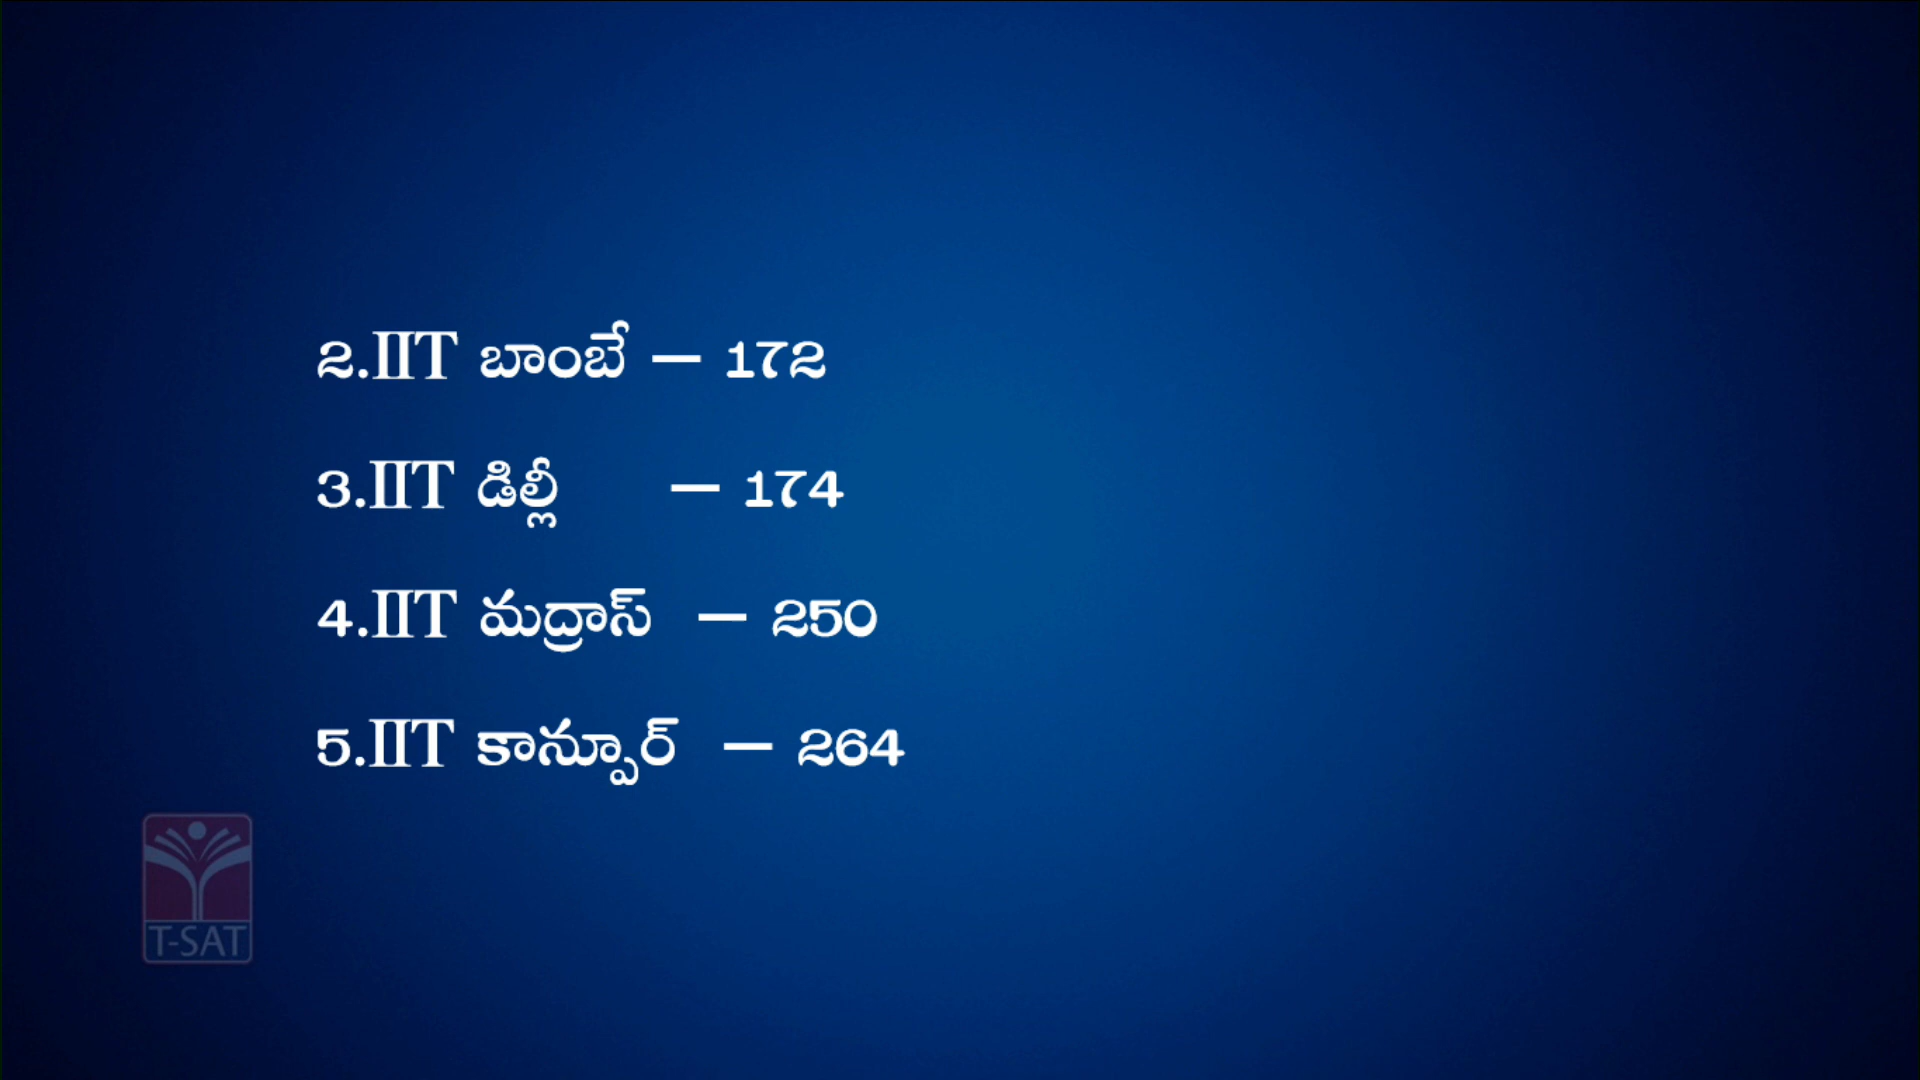 2.IIT బాంబే – 172
3.IIT డిల్లీ – 174
4.IIT మద్రాస్ – 250
5.IIT కాన్పూర్ – 264
T-SAT